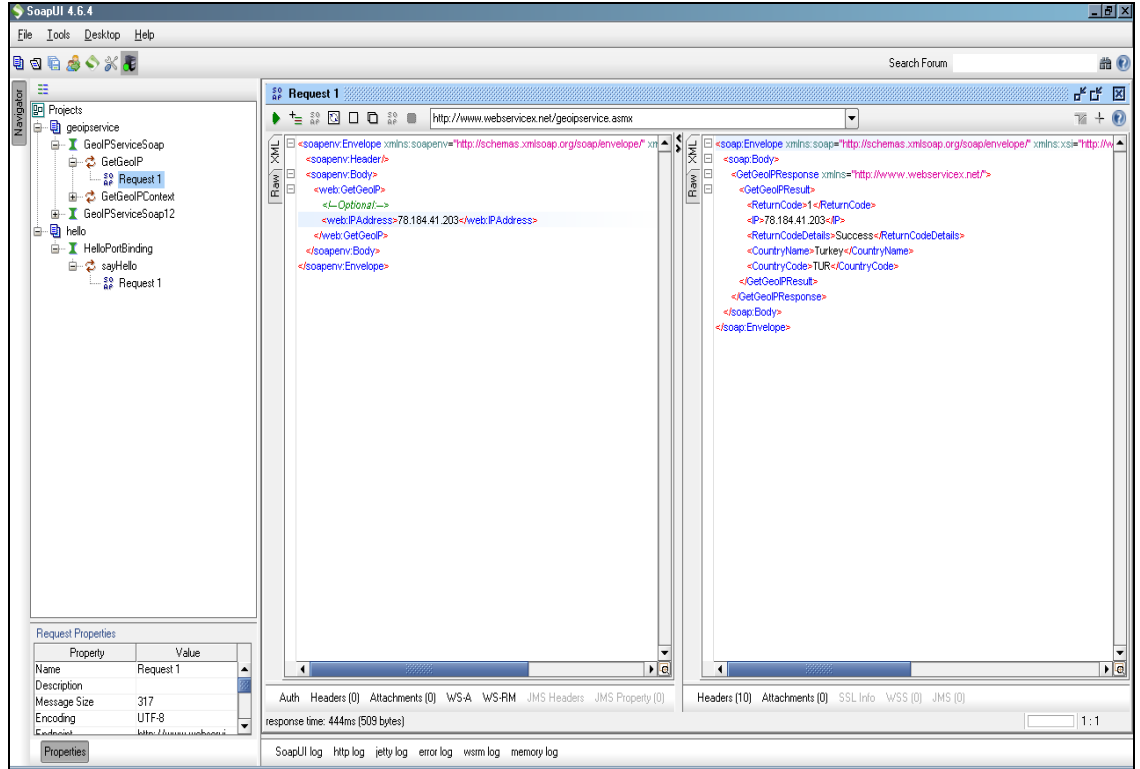 SoapUI 4.6.4
File Tools Desktop Help
Search Forum
Navigator
Projects
geoipservice
GeoIPServiceSoap
GetGeoIP
Request 1
GetGeoIPContext
GeoIPServiceSoap12
hello
HelloPortBinding
sayHello
Request 1
Request Properties
Property Value
Name Request 1
Description
Message Size 317
Encoding UTF-8
Endpoint
Properties
Request 1
http://www.webservicex.net/geoipservice.asmx
XML
Raw
<soapenv:Envelope xmlns:soapenv="http://schemas.xmlsoap.org/soap/envelope/"
<soapenv:Header/>
<soapenv:Body>
<web:GetGeoIP>
<!--Optional:-->
<web:IPAddress>78.184.41.203</web:IPAddress>
</web:GetGeoIP>
</soapenv:Body>
</soapenv:Envelope>
Auth Headers (0) Attachments (0) WS-A WS-RM JMS Headers JMS Property (0)
XML
Raw
<soap:Envelope xmlns:soap="http://schemas.xmlsoap.org/soap/envelope/" xmlns:xsi="http://w
<soap:Body>
<GetGeoIPResponse xmlns="http://www.webservicex.net/">
<GetGeoIPResult>
<ReturnCode>1</ReturnCode>
<IP>78.184.41.203</IP>
<ReturnCodeDetails>Success</ReturnCodeDetails>
<CountryName>Turkey</CountryName>
<CountryCode>TUR</CountryCode>
</GetGeoIPResult>
</GetGeoIPResponse>
</soap:Body>
</soap:Envelope>
Headers (10) Attachments (0) SSL Info WSS (0) JMS (0)
response time: 444ms (509 bytes)
1 : 1
SoapUI log http log jetty log error log wsrm log memory log